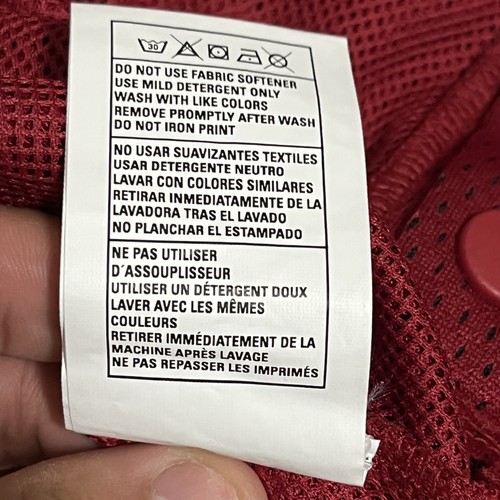 30
DO NOT USE FABRIC SOFTENER
USE MILD DETERGENT ONLY
WASH WITH LIKE COLORS
REMOVE PROMPTLY AFTER WASH
DO NOT IRON PRINT
NO USAR SUAVIZANTES TEXTILES
USAR DETERGENTE NEUTRO
LAVAR CON COLORES SIMILARES
RETIRAR INMEDIATAMENTE DE LA
LAVADORA TRAS EL LAVADO
NO PLANCHAR EL ESTAMPADO
NE PAS UTILISER
D'ASSOUPLISSEUR
UTILISER UN DÉTERGENT DOUX
LAVER AVEC LES MÊMES
COULEURS
RETIRER IMMÉDIATEMENT DE LA
MACHINE APRÈS LAVAGE
NE PAS REPASSER LES IMPRIMÉS